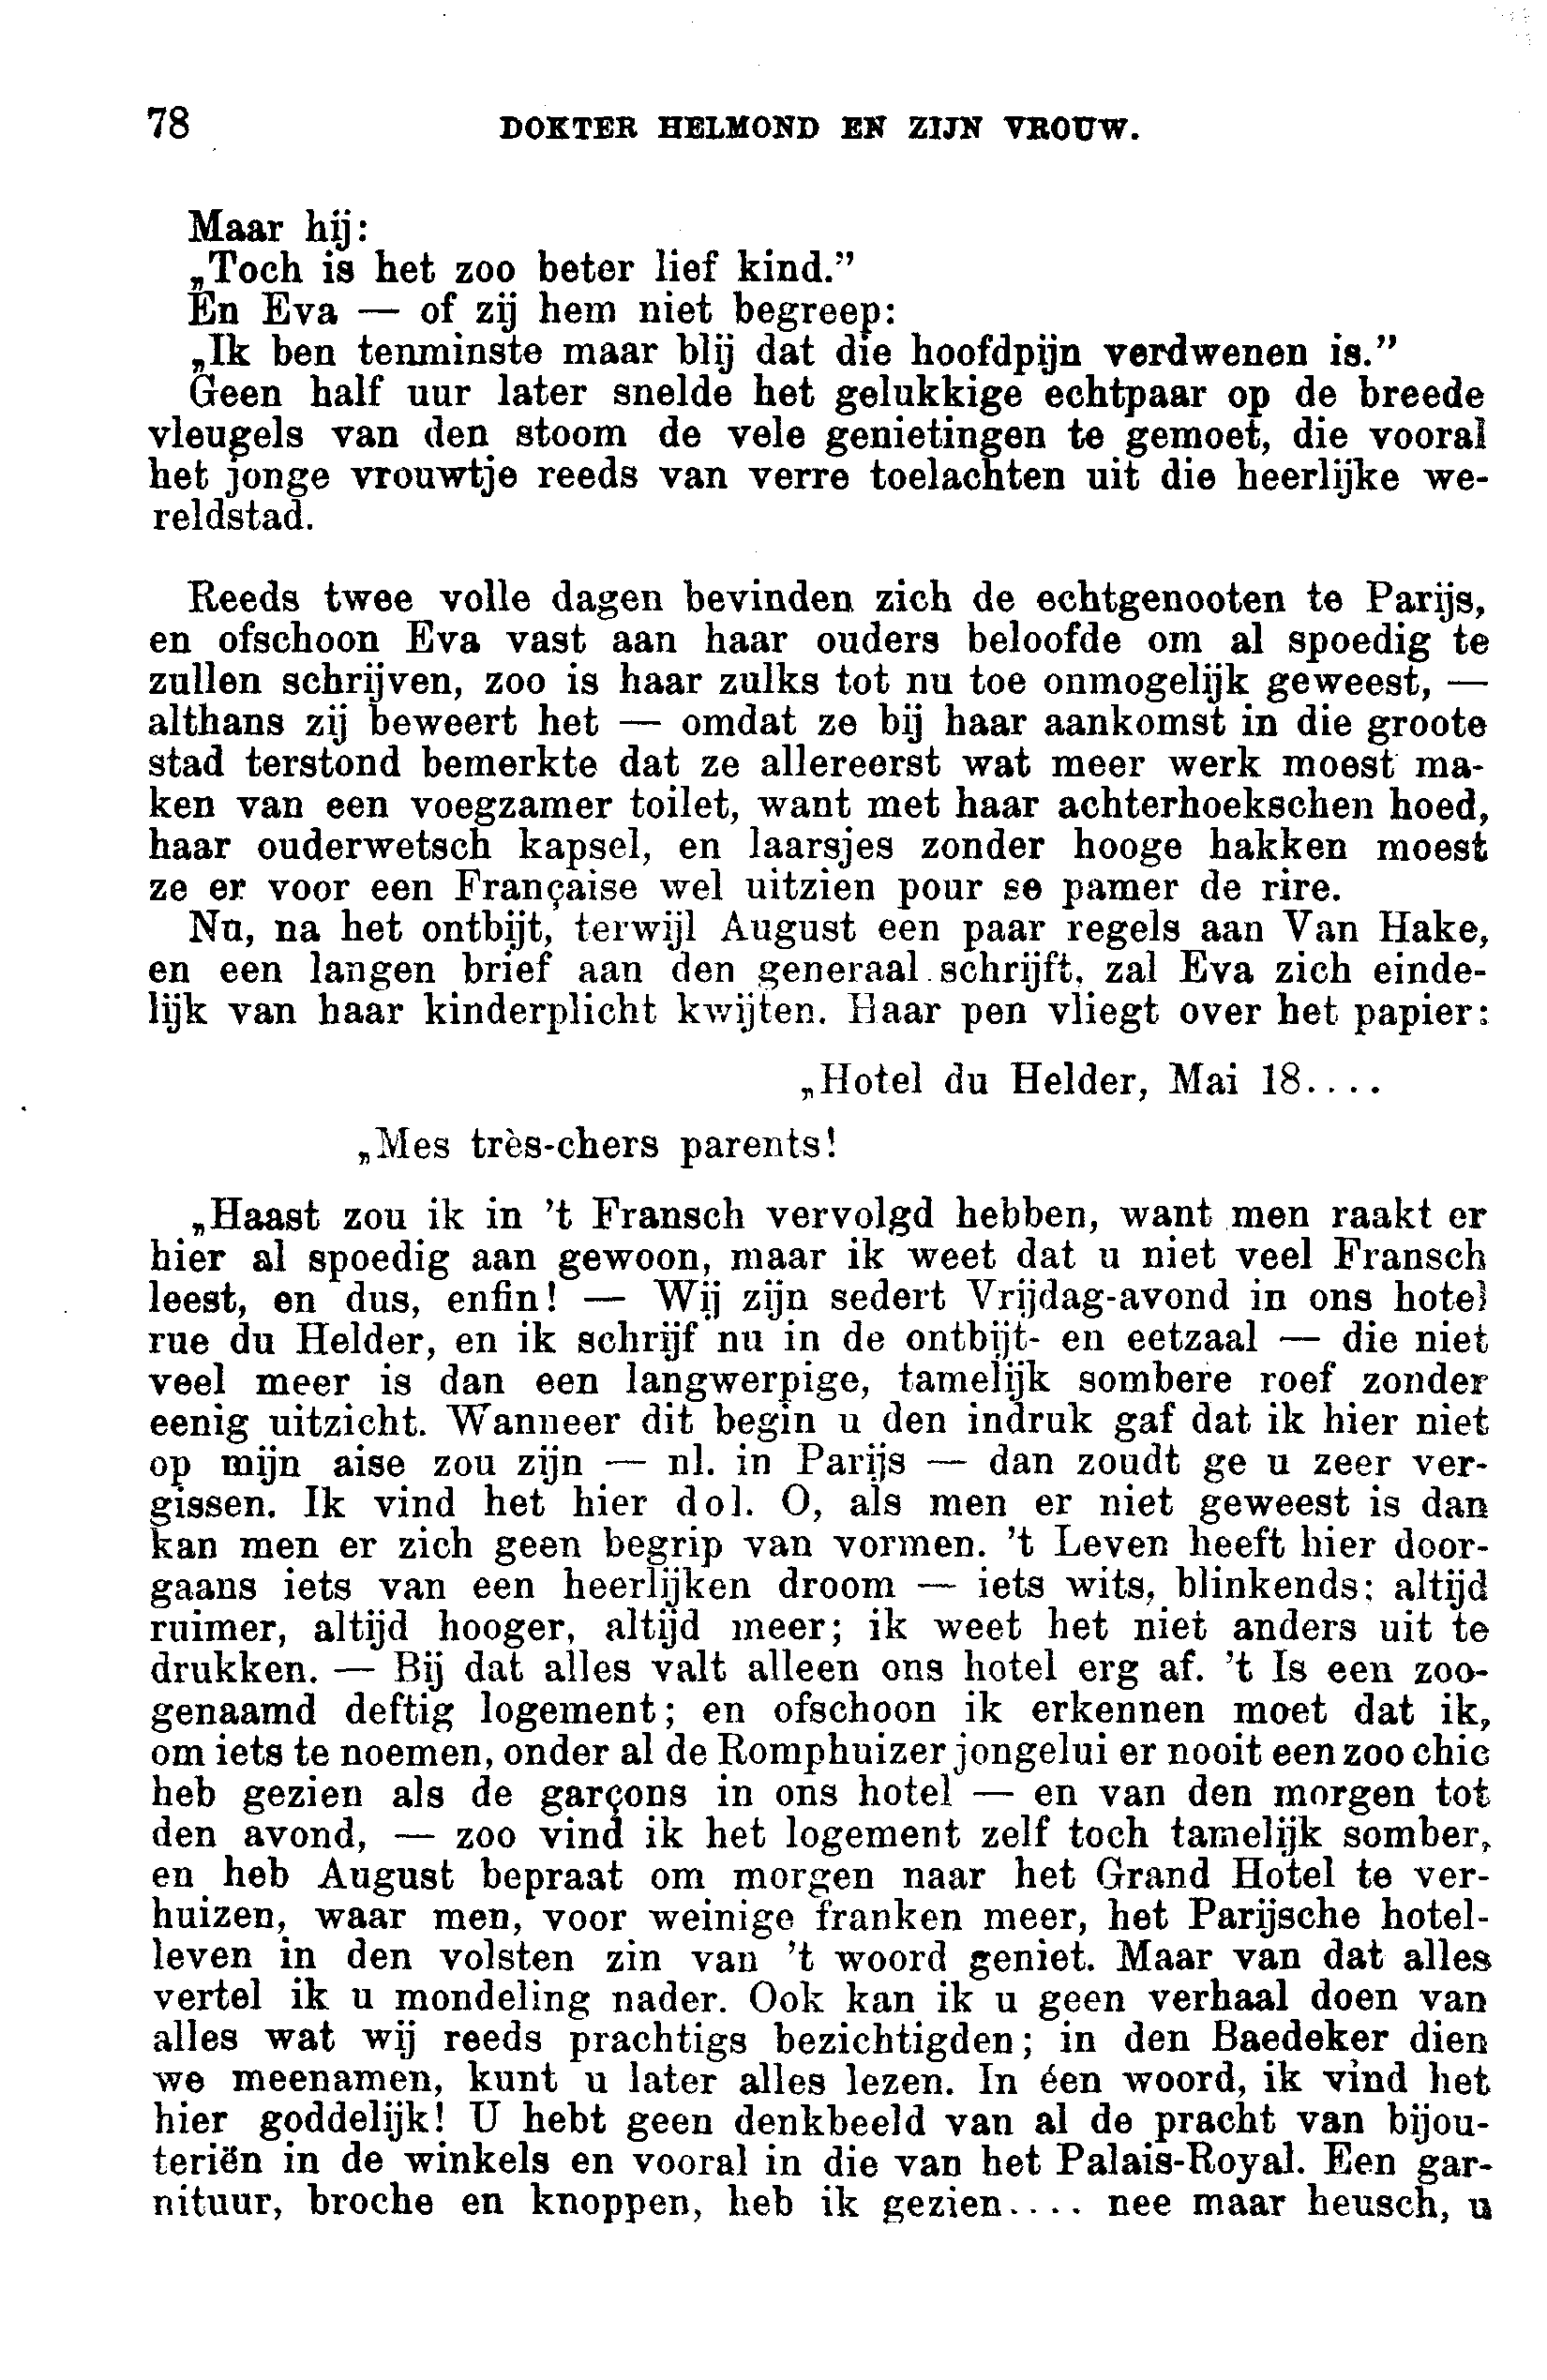 78 DOKTER HELMOND EN ZIJN VROUW.
Maar hij:
„Toch is het zoo beter lief kind.”
En Eva — of zij hem niet begreep:
„Ik ben tenminste maar blij dat die hoofdpijn verdwenen is.”
Geen half uur later snelde het gelukkige echtpaar op de breede
vleugels van den stoom de vele genietingen te gemoet, die vooral
het jonge vrouwtje reeds van verre toelachten uit die heerlijke we-
reldstad.
Reeds twee volle dagen bevinden zich de echtgenooten te Parijs,
en ofschoon Eva vast aan haar ouders beloofde om al spoedig te
zullen schrijven, zoo is haar zulks tot nu toe onmogelijk geweest, —
althans zij beweert het — omdat ze bij haar aankomst in die groote
stad terstond bemerkte dat ze allereerst wat meer werk moest ma-
ken van een voegzamer toilet, want met haar achterhoekschen hoed,
haar ouderwetsch kapsel, en laarsjes zonder hooge hakken moest
ze er voor een Française wel uitzien pour se pamer de rire.
Nu, na het ontbijt, terwijl August een paar regels aan Van Hake,
en een langen brief aan den generaal schrijft, zal Eva zich einde-
lijk van haar kinderplicht kwijten. Haar pen vliegt over het papier:
„Hotel du Helder, Mai 18....
„Mes très-chers parents!
„Haast zou ik in 't Fransch vervolgd hebben, want men raakt er
hier al spoedig aan gewoon, maar ik weet dat u niet veel Fransch
leest, en dus, enfin! — Wij zijn sedert Vrijdag-avond in ons hotel
rue du Helder, en ik schrijf nu in de ontbijt- en eetzaal — die niet
veel meer is dan een langwerpige, tamelijk sombere roef zonder
eenig uitzicht. Wanneer dit begin u den indruk gaf dat ik hier niet
op mijn aise zou zijn — nl. in Parijs — dan zoudt ge u zeer ver-
gissen. Ik vind het hier dol. O, als men er niet geweest is dan
kan men er zich geen begrip van vormen. 't Leven heeft hier door-
gaans iets van een heerlijken droom — iets wits, blinkends; altijd
ruimer, altijd hooger, altijd meer; ik weet het niet anders uit te
drukken. — Bij dat alles valt alleen ons hotel erg af. 't Is een zoo-
genaamd deftig logement; en ofschoon ik erkennen moet dat ik,
om iets te noemen, onder al de Romphuizer jongelui er nooit een zoo chic
heb gezien als de garçons in ons hotel — en van den morgen tot
den avond, — zoo vind ik het logement zelf toch tamelijk somber,
en heb August bepraat om morgen naar het Grand Hotel te ver-
huizen, waar men, voor weinige franken meer, het Parijsche hotel-
leven in den volsten zin van 't woord geniet. Maar van dat alles
vertel ik u mondeling nader. Ook kan ik u geen verhaal doen van
alles wat wij reeds prachtigs bezichtigden; in den Baedeker dien
we meenamen, kunt u later alles lezen. In éen woord, ik vind het
hier goddelijk! U hebt geen denkbeeld van al de pracht van bijou-
teriën in de winkels en vooral in die van het Palais-Royal. Een gar-
nituur, broche en knoppen, heb ik gezien.... nee maar heusch, u